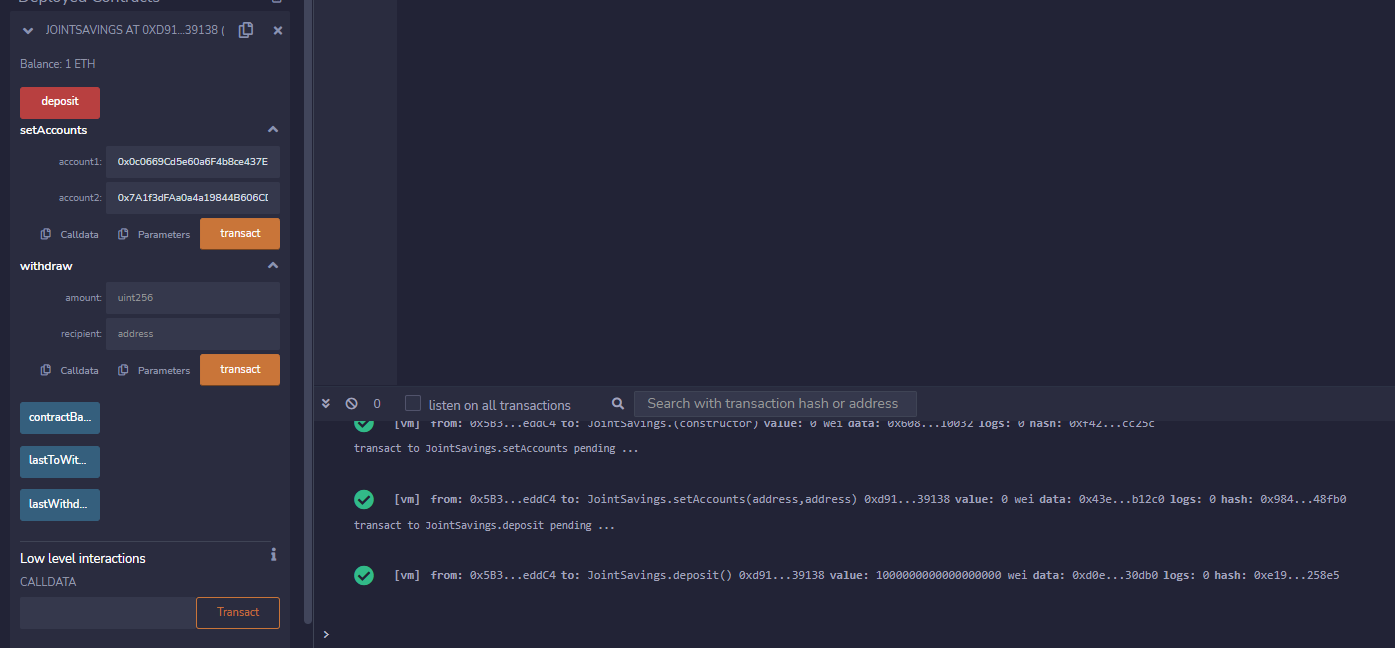 Deployed Contracts
JOINTSAVINGS AT 0XD91...39138 (
Balance: 1 ETH
deposit
setAccounts
account1: 0x0c0669Cd5e60a6F4b8ce437E
account2: 0x7A1f3dFAa0a4a19844B606CD
Calldata Parameters transact
withdraw
amount: uint256
recipient: address
Calldata Parameters transact
contractBa...
lastToWit...
lastWithd...
Low level interactions
CALLDATA
Transact
0 listen on all transactions Search with transaction hash or address
[vm] from: 0x5B3...eddC4 to: JointSavings.(constructor) value: 0 wei data: 0x608...10032 logs: 0 hash: 0xf42...cc25c
transact to JointSavings.setAccounts pending ...
[vm] from: 0x5B3...eddC4 to: JointSavings.setAccounts(address,address) 0xd91...39138 value: 0 wei data: 0x43e...b12c0 logs: 0 hash: 0x984...48fb0
transact to JointSavings.deposit pending ...
[vm] from: 0x5B3...eddC4 to: JointSavings.deposit() 0xd91...39138 value: 1000000000000000000 wei data: 0xd0e...30db0 logs: 0 hash: 0xe19...258e5
>